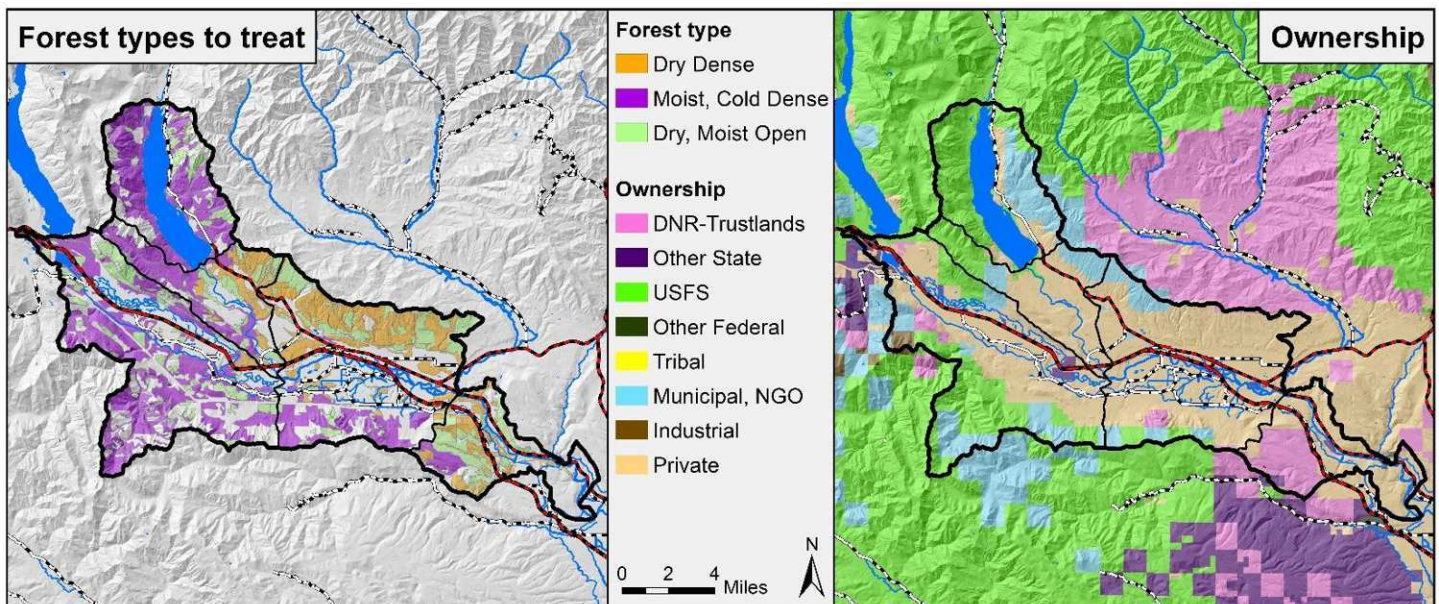 Forest types to treat
Forest type
Dry Dense
Moist, Cold Dense
Dry, Moist Open
Ownership
DNR-Trustlands
Other State
USFS
Other Federal
Tribal
Municipal, NGO
Industrial
Private
N
0 2 4
Miles
Ownership